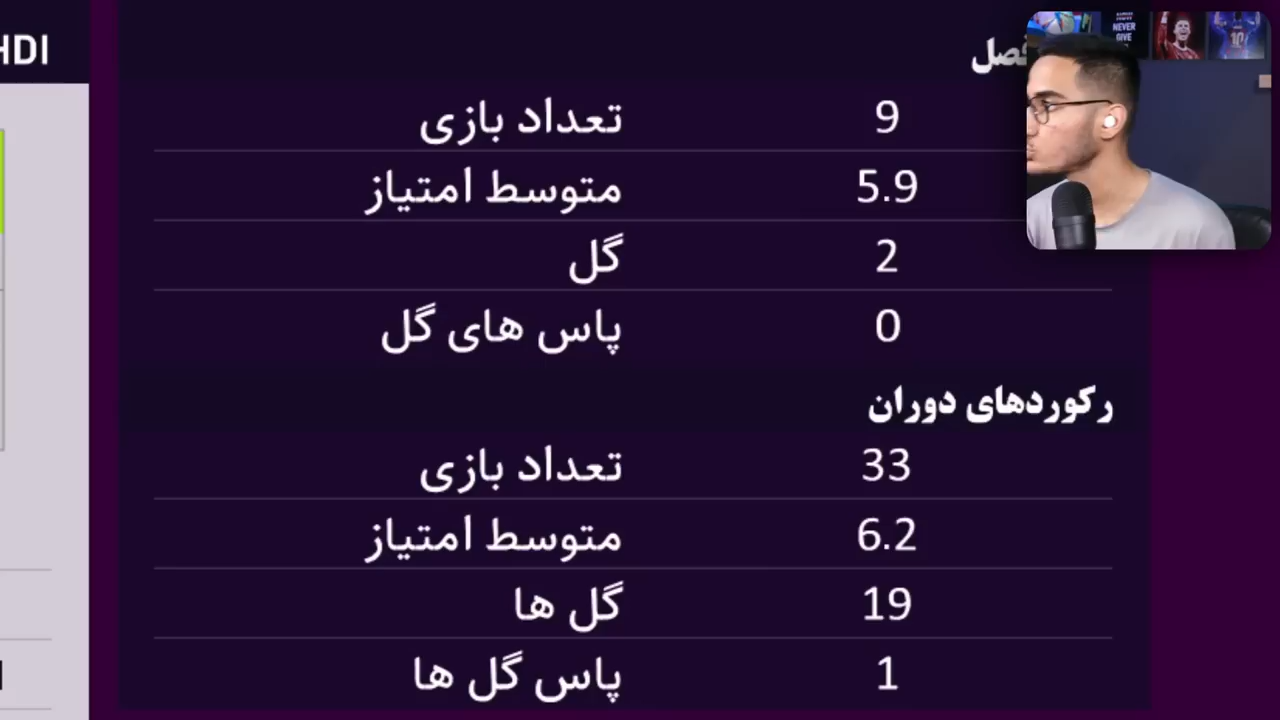 HDI
فصل
تعداد بازی 9
متوسط امتیاز 5.9
گل 2
پاس های گل 0
رکوردهای دوران
تعداد بازی 33
متوسط امتیاز 6.2
گل ها 19
پاس گل ها 1
NEVER
GIVE
10